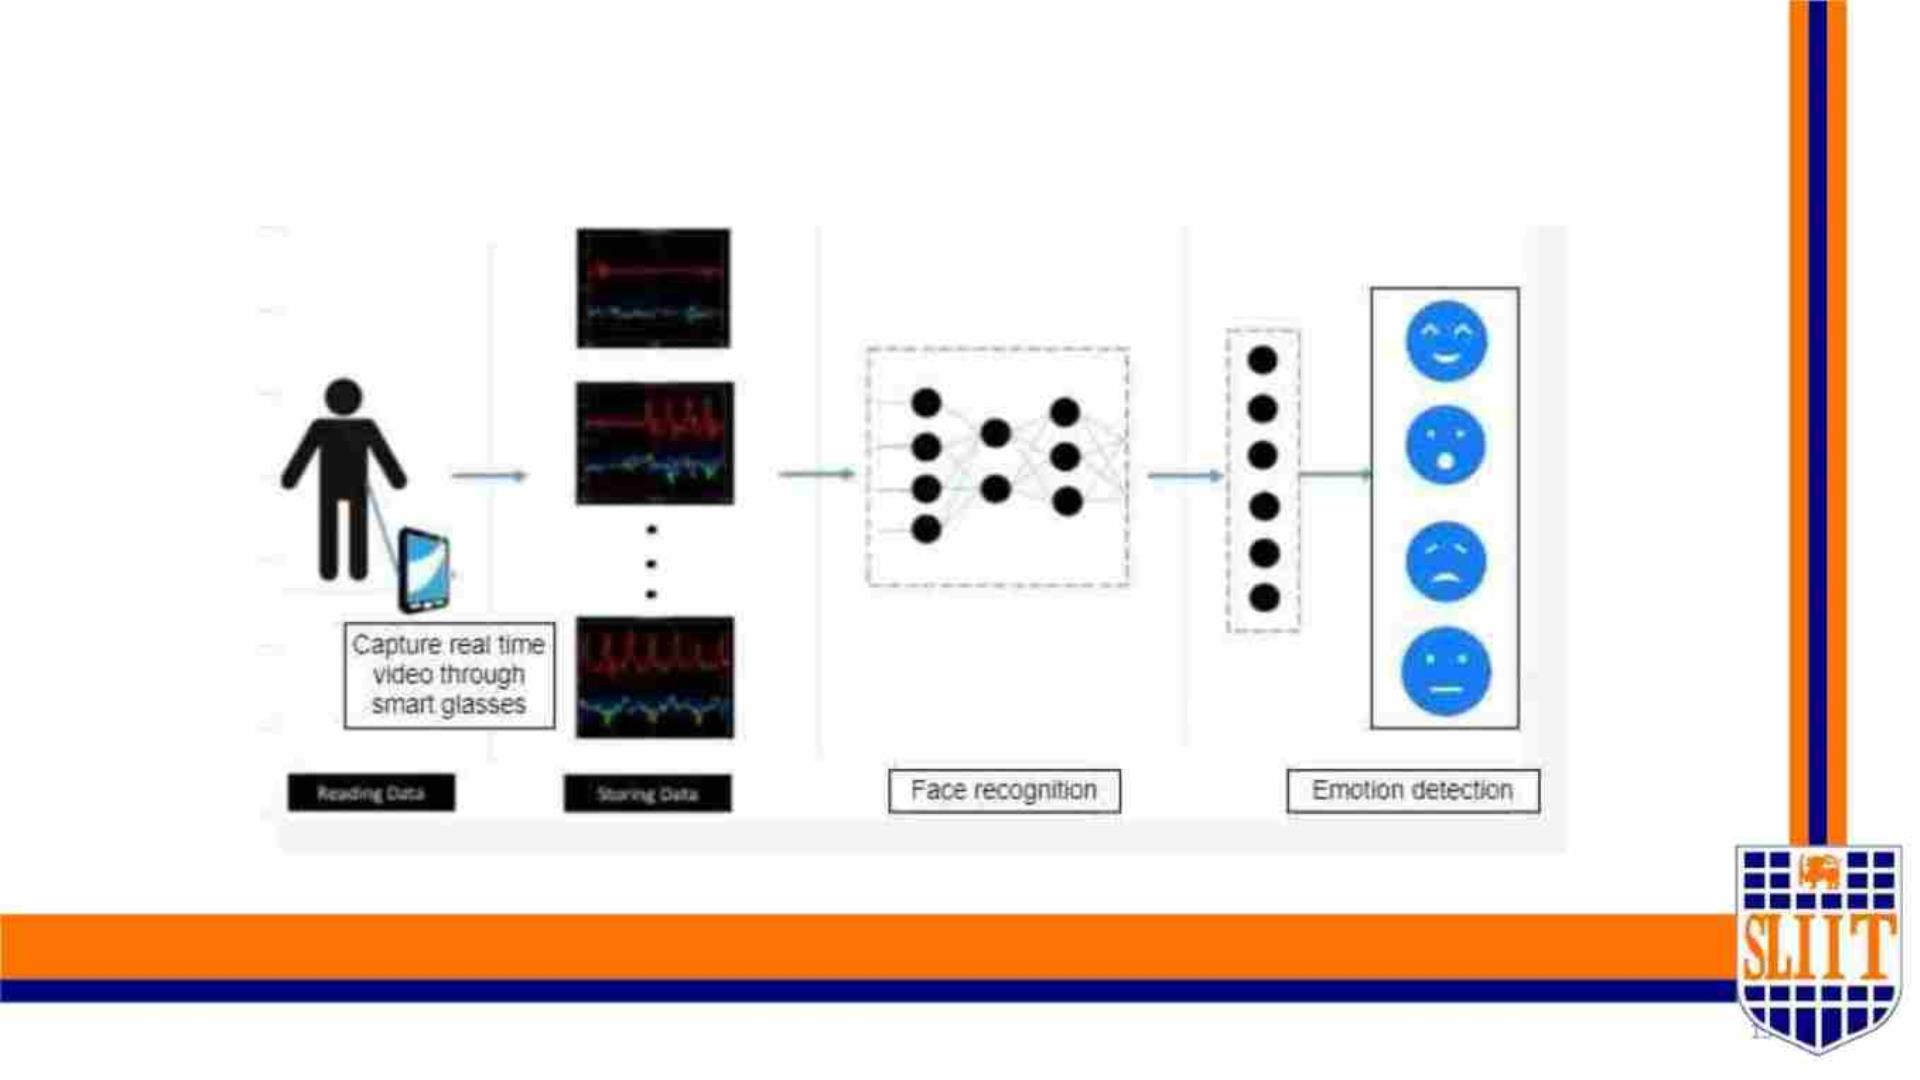 Capture real time
video through
smart glasses
Reading Data
Storing Data
Face recognition
Emotion detection
SLIIT